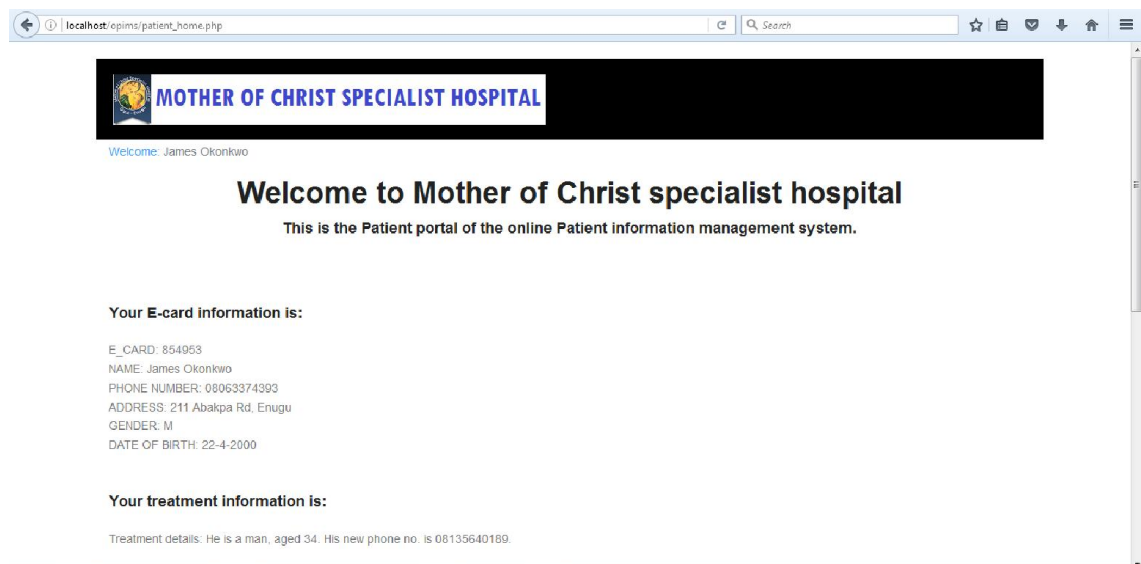 localhost/opims/patient_home.php
Search
MOTHER OF CHRIST SPECIALIST HOSPITAL
Welcome: James Okonkwo
Welcome to Mother of Christ specialist hospital
This is the Patient portal of the online Patient information management system.
Your E-card information is:
E_CARD: 854953
NAME: James Okonkwo
PHONE NUMBER: 08063374393
ADDRESS: 211 Abakpa Rd, Enugu
GENDER: M
DATE OF BIRTH: 22-4-2000
Your treatment information is:
Treatment details: He is a man, aged 34. His new phone no. is 08135640189.